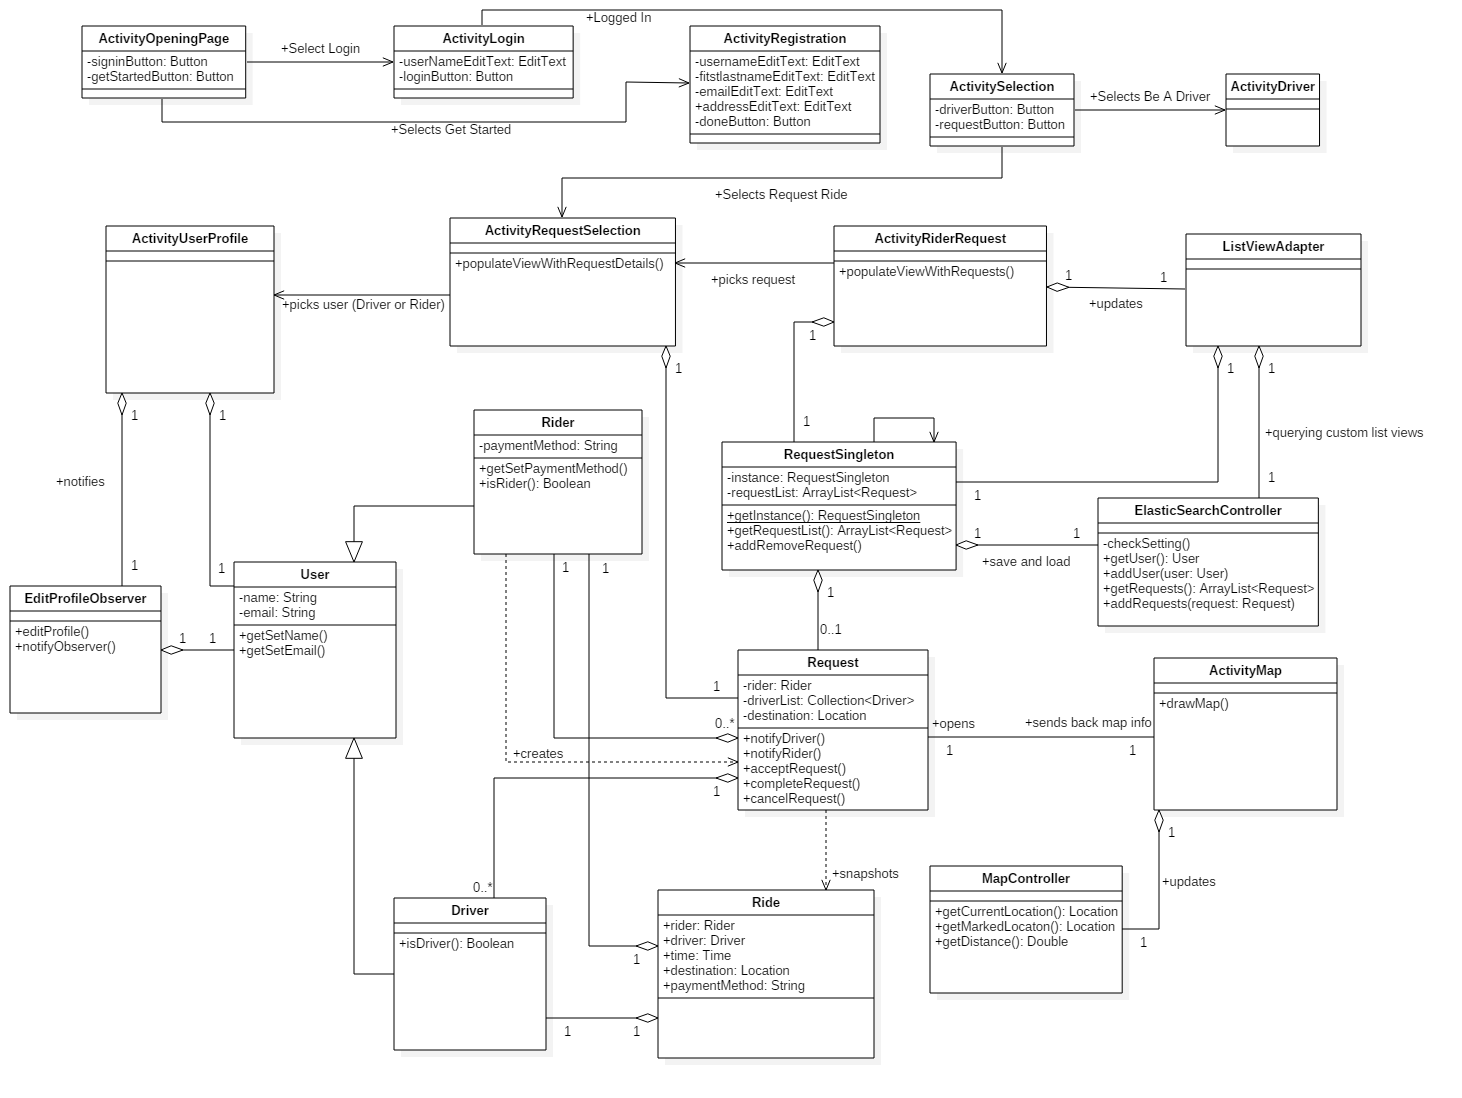 +Logged In
ActivityOpeningPage
-signinButton: Button
-getStartedButton: Button
+Select Login
ActivityLogin
-userNameEditText: EditText
-loginButton: Button
ActivityRegistration
-usernameEditText: EditText
-fitstlastnameEditText: EditText
-emailEditText: EditText
+addressEditText: EditText
-doneButton: Button
+Selects Get Started
ActivitySelection
-driverButton: Button
-requestButton: Button
+Selects Be A Driver
ActivityDriver
+Selects Request Ride
ActivityUserProfile
+picks user (Driver or Rider)
ActivityRequestSelection
+populateViewWithRequestDetails()
+picks request
ActivityRiderRequest
+populateViewWithRequests()
1
1
+updates
ListViewAdapter
1
1
1
1
1
1
1
+notifies
1
1
Rider
-paymentMethod: String
+getSetPaymentMethod()
+isRider(): Boolean
1
1
RequestSingleton
-instance: RequestSingleton
-requestList: ArrayList<Request>
+getInstance(): RequestSingleton
+getRequestList(): ArrayList<Request>
+addRemoveRequest()
+querying custom list views
1
1
1
1
+save and load
ElasticSearchController
-checkSetting()
+getUser(): User
+addUser(user: User)
+getRequests(): ArrayList<Request>
+addRequests(request: Request)
EditProfileObserver
+editProfile()
+notifyObserver()
1
1
User
-name: String
-email: String
+getSetName()
+getSetEmail()
1
0..1
1
0..*
+creates
1
Request
-rider: Rider
-driverList: Collection<Driver>
-destination: Location
+notifyDriver()
+notifyRider()
+acceptRequest()
+completeRequest()
+cancelRequest()
+opens
+sends back map info
1
1
ActivityMap
+drawMap()
1
+updates
1
MapController
+getCurrentLocation(): Location
+getMarkedLocaton(): Location
+getDistance(): Double
+snapshots
0..*
Driver
+isDriver(): Boolean
1
1
1
Ride
+rider: Rider
+driver: Driver
+time: Time
+destination: Location
+paymentMethod: String